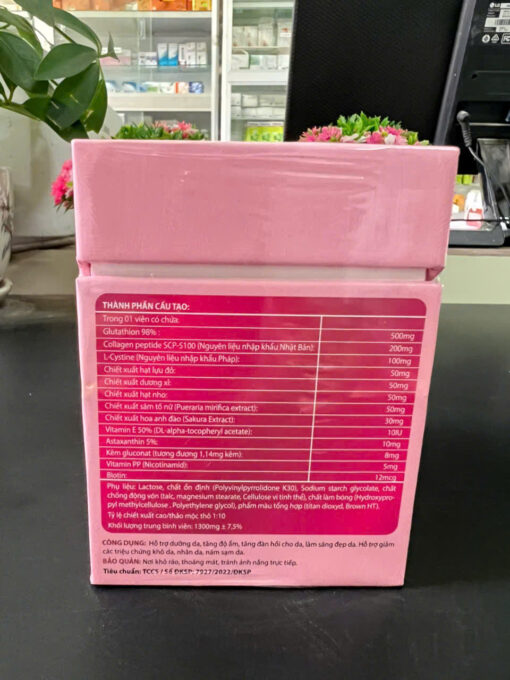 LG
THÀNH PHẦN CẤU TẠO:
Trong 01 viên có chứa:
Glutathion 98% : 500mg
Collagen peptide SCP-5100 (Nguyên liệu nhập khẩu Nhật Bản): 200mg
L-Cystine (Nguyên liệu nhập khẩu Pháp): 100mg
Chiết xuất hạt lựu đỏ: 50mg
Chiết xuất dương xỉ: 50mg
Chiết xuất hạt nho: 50mg
Chiết xuất sâm tố nữ (Pueraria mirifica extract): 50mg
Chiết xuất hoa anh đào (Sakura Extract): 30mg
Vitamin E 50% (DL-alpha-tocopheryl acetate): 10IU
Astaxanthin 5%: 10mg
Kẽm gluconat (tương đương 1,14mg kẽm): 8mg
Vitamin PP (Nicotinamid): 5mg
Biotin: 12mcg
Phụ liệu: Lactose, chất ổn định (Polyvinylpyrrolidone K30), Sodium starch glycolate, chất
chống đông vón (talc, magnesium stearate, Cellulose vi tinh thể), chất làm bóng (Hydroxypro-
pyl methylcellulose , Polyethylene glycol), phẩm màu tổng hợp (titan dioxyd, Brown HT).
Tỷ lệ chiết xuất cao/thảo mộc thô 1:10
Khối lượng trung bình viên: 1300mg ± 7,5%
CÔNG DỤNG: Hỗ trợ dưỡng da, tăng độ ẩm, tăng đàn hồi cho da, làm sáng đẹp da. Hỗ trợ giảm
các triệu chứng khô da, nhăn da, nám sạm da.
BẢO QUẢN: Nơi khô ráo, thoáng mát, tránh ánh nắng trực tiếp.
Tiêu chuẩn: TCCS / Số ĐKSP: 7927/2022/ĐKSP